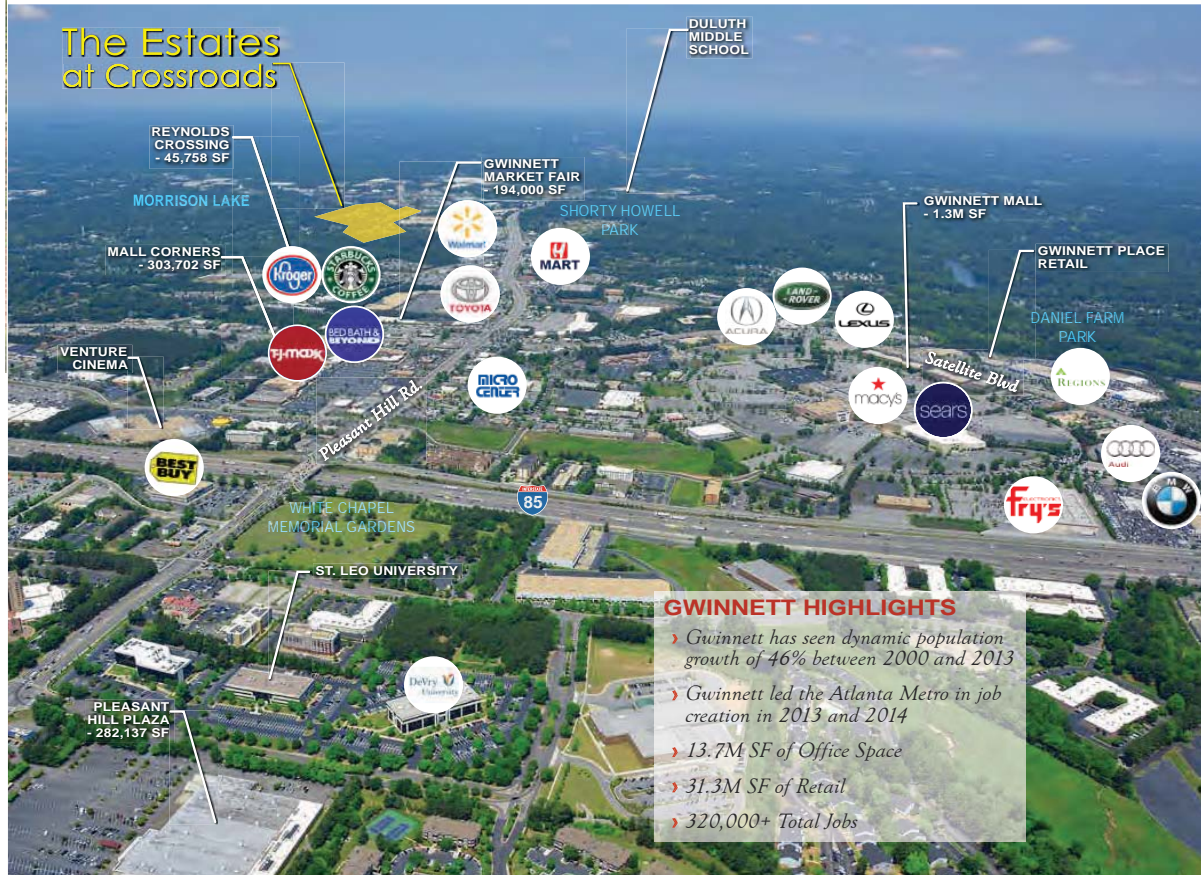 The Estates
at Crossroads
DULUTH
MIDDLE
SCHOOL
REYNOLDS
CROSSING
- 45,758 SF
GWINNETT
MARKET FAIR
- 194,000 SF
MORRISON LAKE
SHORTY HOWELL
PARK
GWINNETT MALL
- 1.3M SF
MALL CORNERS
- 303,702 SF
GWINNETT PLACE
RETAIL
Walmart
H
MART
Kroger
STARBUCKS
COFFEE
TOYOTA
ACURA
LAND-
ROVER
LEXUS
DANIEL FARM
PARK
BED BATH &
BEYOND
T.J.maxx
VENTURE
CINEMA
MICRO
CENTER
Satellite Blvd
REGIONS
macy's
sears
Pleasant Hill Rd.
BEST
BUY
Audi
BMW
INTERSTATE
85
fry's
ELECTRONICS
WHITE CHAPEL
MEMORIAL GARDENS
ST. LEO UNIVERSITY
DeVry
University
PLEASANT
HILL PLAZA
- 282,137 SF
GWINNETT HIGHLIGHTS
› Gwinnett has seen dynamic population
growth of 46% between 2000 and 2013
› Gwinnett led the Atlanta Metro in job
creation in 2013 and 2014
› 13.7M SF of Office Space
› 31.3M SF of Retail
› 320,000+ Total Jobs